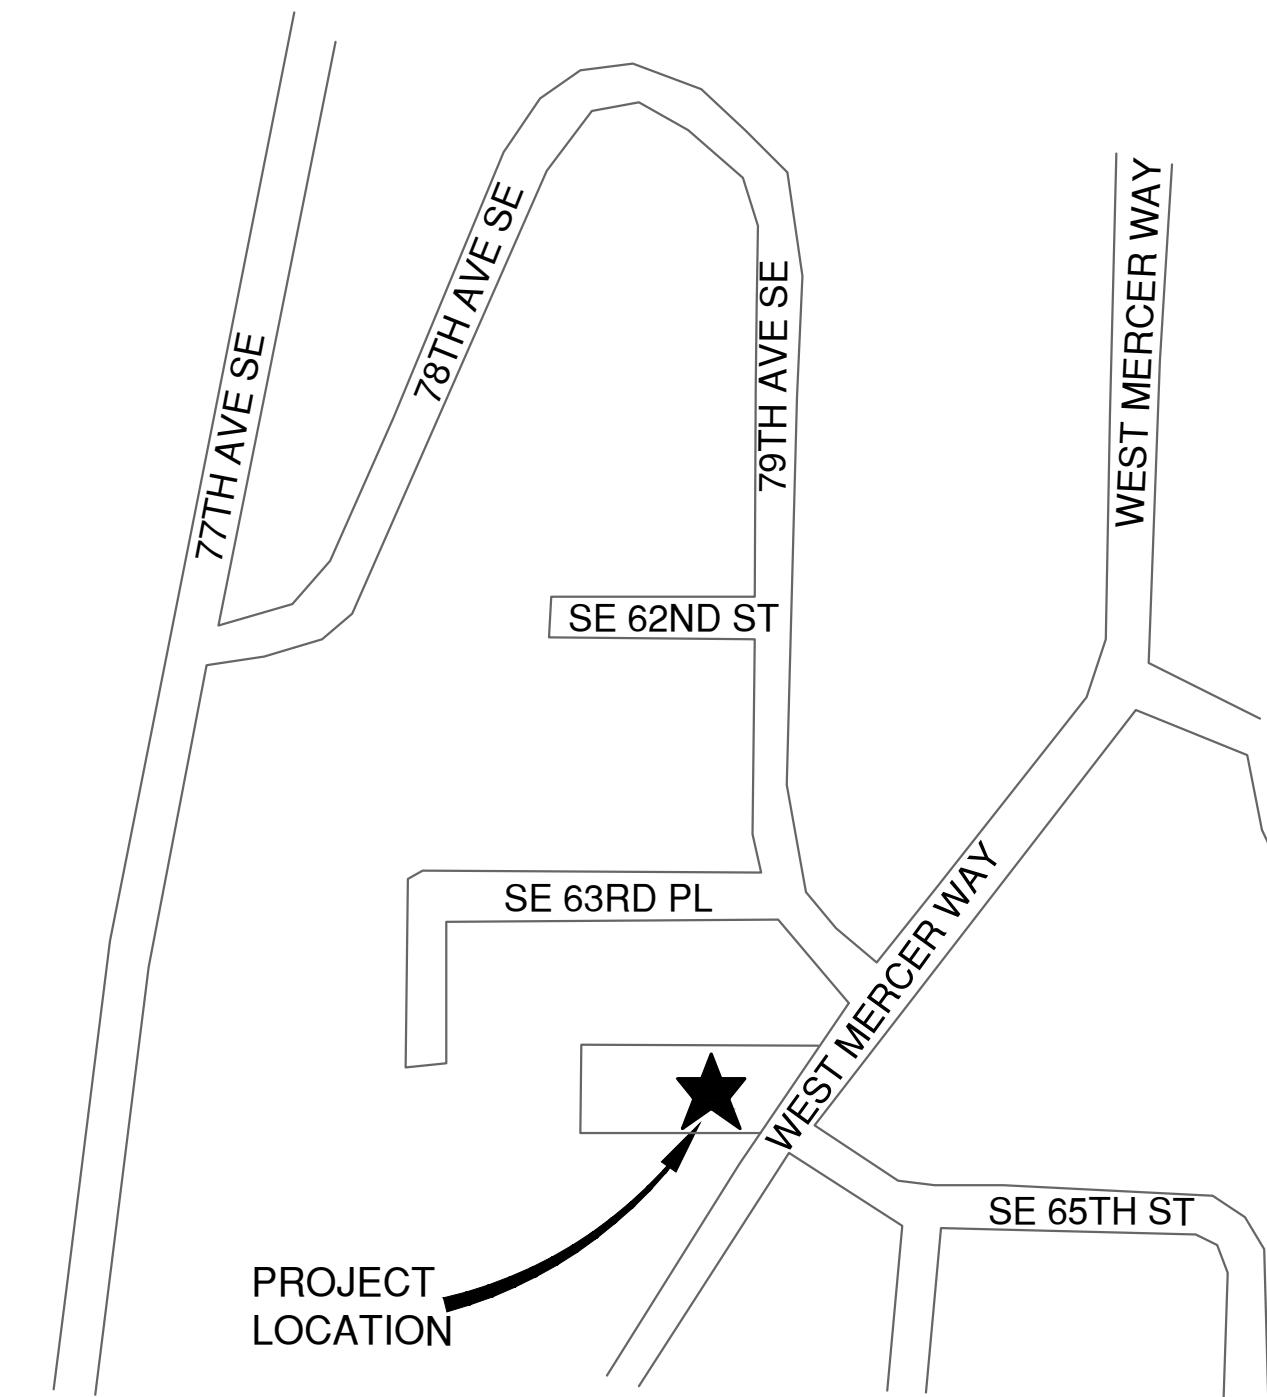 77TH AVE SE
78TH AVE SE
79TH AVE SE
WEST MERCER WAY
SE 62ND ST
SE 63RD PL
WEST MERCER WAY
SE 65TH ST
PROJECT
LOCATION